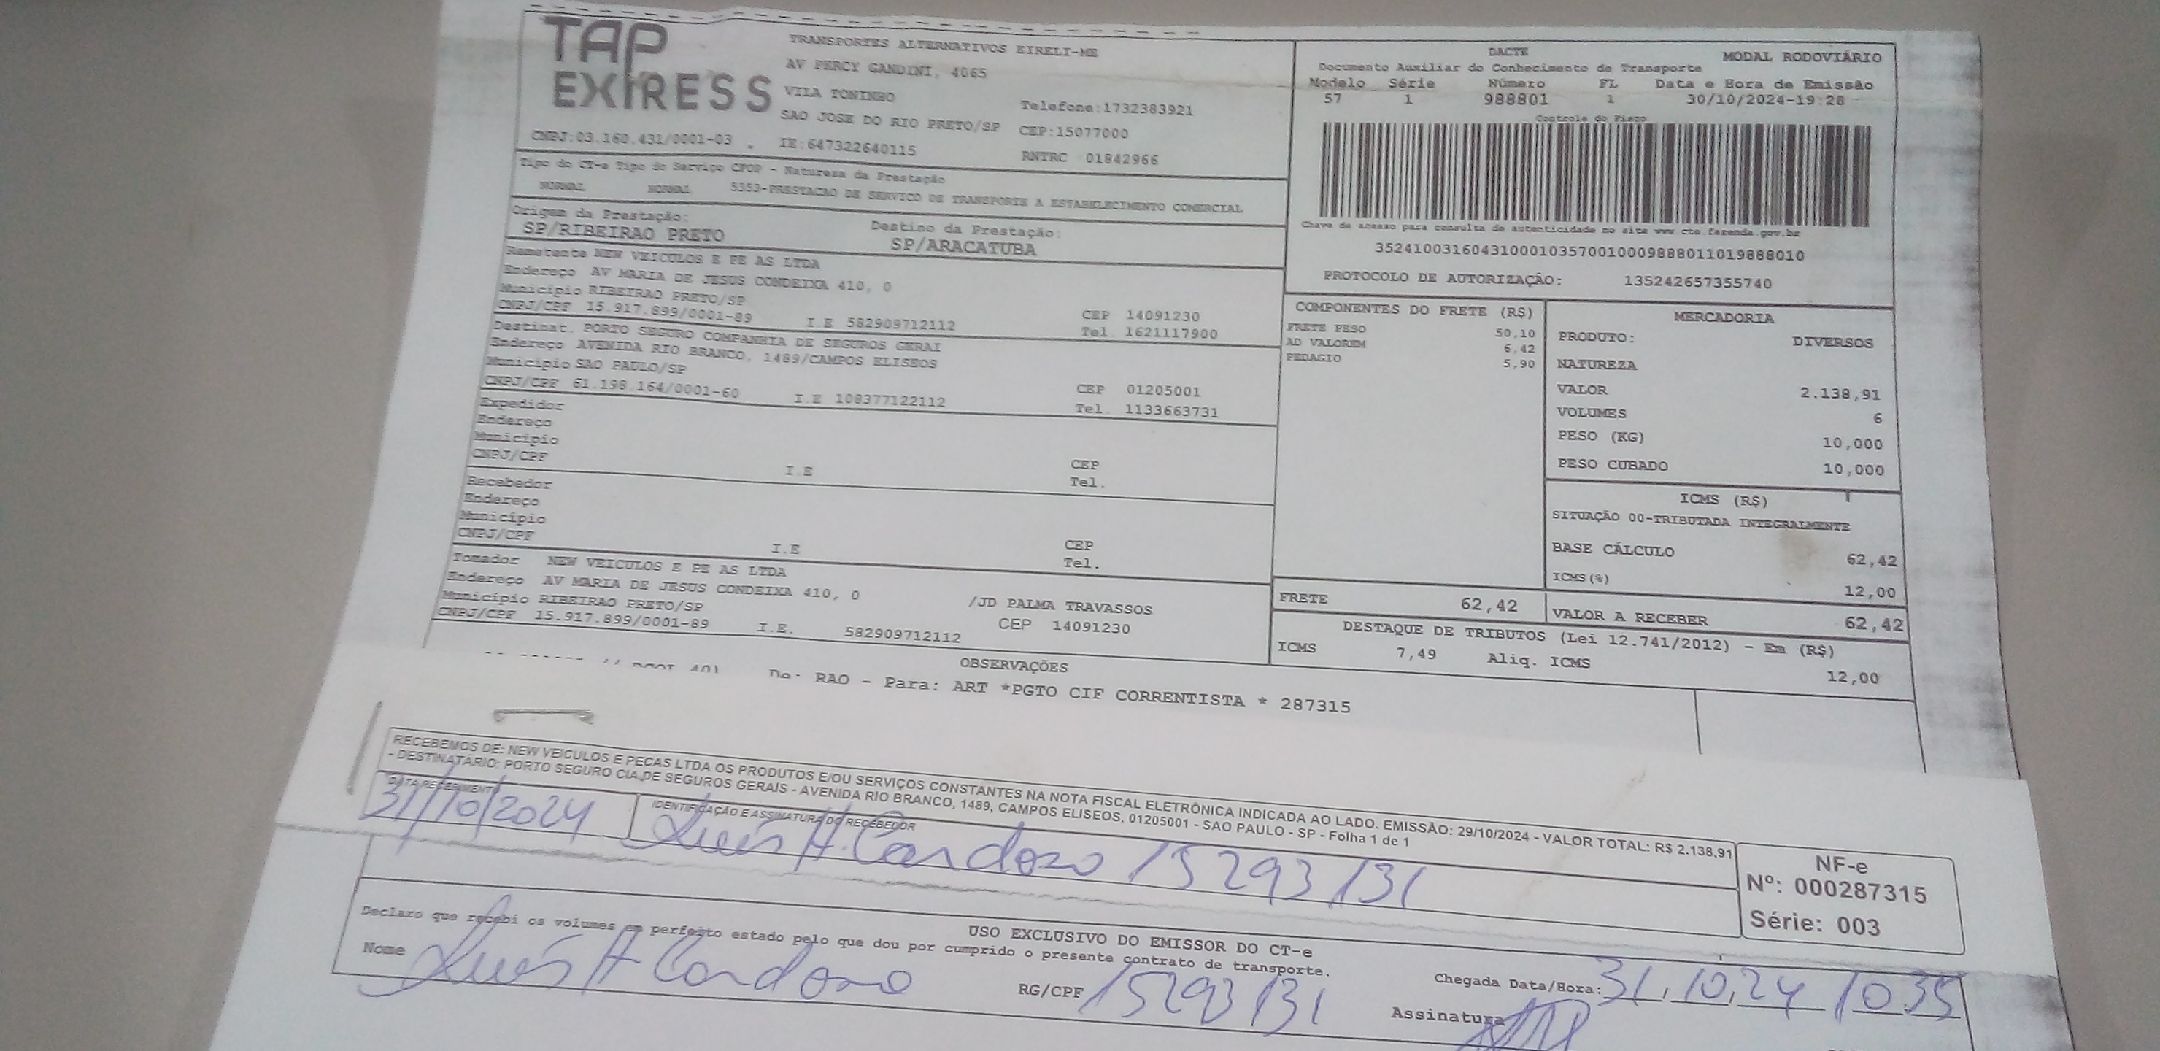 TAP EXPRESS
TRANSPORTES ALTERNATIVOS EIRELI-ME
AV PERCY GANDINI, 4065
VILA TONINHO
Telefone:1732383921
SAO JOSE DO RIO PRETO/SP CEP:15077000
CNPJ:03.160.431/0001-03 IE:647322640115 RNTRC 01842966
Tipo do CT-e Tipo do Serviço CFOP - Natureza da Prestação
NORMAL NORMAL 5353-PRESTACAO DE SERVICO DE TRANSPORTE A ESTABELECIMENTO COMERCIAL
Origem da Prestação: Destino da Prestação:
SP/RIBEIRAO PRETO SP/ARACATUBA
Remetente NEW VEICULOS E PE AS LTDA
Endereço AV MARIA DE JESUS CONDEIXA 410, 0
Município RIBEIRAO PRETO/SP CEP 14091230
CNPJ/CPF 15.917.899/0001-89 I.E 582909712112 Tel. 1621117900
Destinat. PORTO SEGURO COMPANHIA DE SEGUROS GERAI
Endereço AVENIDA RIO BRANCO, 1489/CAMPOS ELISEOS
Município SAO PAULO/SP CEP 01205001
CNPJ/CPF 61.198.164/0001-60 I.E 108377122112 Tel. 1133663731
Expedidor
Endereço
Município CEP
CNPJ/CPF I.E Tel.
Recebedor
Endereço
Município CEP
CNPJ/CPF I.E Tel.
Tomador NEW VEICULOS E PE AS LTDA
Endereço AV MARIA DE JESUS CONDEIXA 410, 0 /JD PALMA TRAVASSOS
Município RIBEIRAO PRETO/SP CEP 14091230
CNPJ/CPF 15.917.899/0001-89 I.E. 582909712112
DACTE MODAL RODOVIÁRIO
Documento Auxiliar do Conhecimento de Transporte
Modelo Série Número FL Data e Hora de Emissão
57 1 988801 1 30/10/2024-19:28
Controle do Fisco
Chave de acesso para consulta de autenticidade no site www.cte.fazenda.gov.br
35241003160431000103570010009888011019888010
PROTOCOLO DE AUTORIZAÇÃO: 135242657355740
COMPONENTES DO FRETE (R$)
FRETE PESO 50,10
AD VALOREM 6,42
PEDAGIO 5,90
MERCADORIA
PRODUTO: DIVERSOS
NATUREZA
VALOR 2.138,91
VOLUMES 6
PESO (KG) 10,000
PESO CUBADO 10,000
ICMS (R$)
SITUAÇÃO 00-TRIBUTADA INTEGRALMENTE
BASE CÁLCULO 62,42
ICMS(%) 12,00
FRETE 62,42 VALOR A RECEBER 62,42
DESTAQUE DE TRIBUTOS (Lei 12.741/2012) - Em (R$)
ICMS 7,49 Aliq. ICMS 12,00
OBSERVAÇÕES
De: RAO - Para: ART *PGTO CIF CORRENTISTA * 287315
RECEBEMOS DE: NEW VEICULOS E PECAS LTDA OS PRODUTOS E/OU SERVIÇOS CONSTANTES NA NOTA FISCAL ELETRÔNICA INDICADA AO LADO. EMISSÃO: 29/10/2024 - VALOR TOTAL: R$ 2.138,91
- DESTINATÁRIO: PORTO SEGURO CIA DE SEGUROS GERAIS - AVENIDA RIO BRANCO, 1489, CAMPOS ELISEOS, 01205001 - SAO PAULO - SP - Folha 1 de 1
DATA RECEBIMENTO IDENTIFICAÇÃO E ASSINATURA DO RECEBEDOR
31/10/2024 Luís H. Cardozo 15293131
NF-e
Nº: 000287315
Série: 003
USO EXCLUSIVO DO EMISSOR DO CT-e
Declaro que recebi os volumes em perfeito estado pelo que dou por cumprido o presente contrato de transporte.
Nome Luís H Cardozo RG/CPF 15293131
Chegada Data/Hora: 31.10.24 10 35
Assinatura